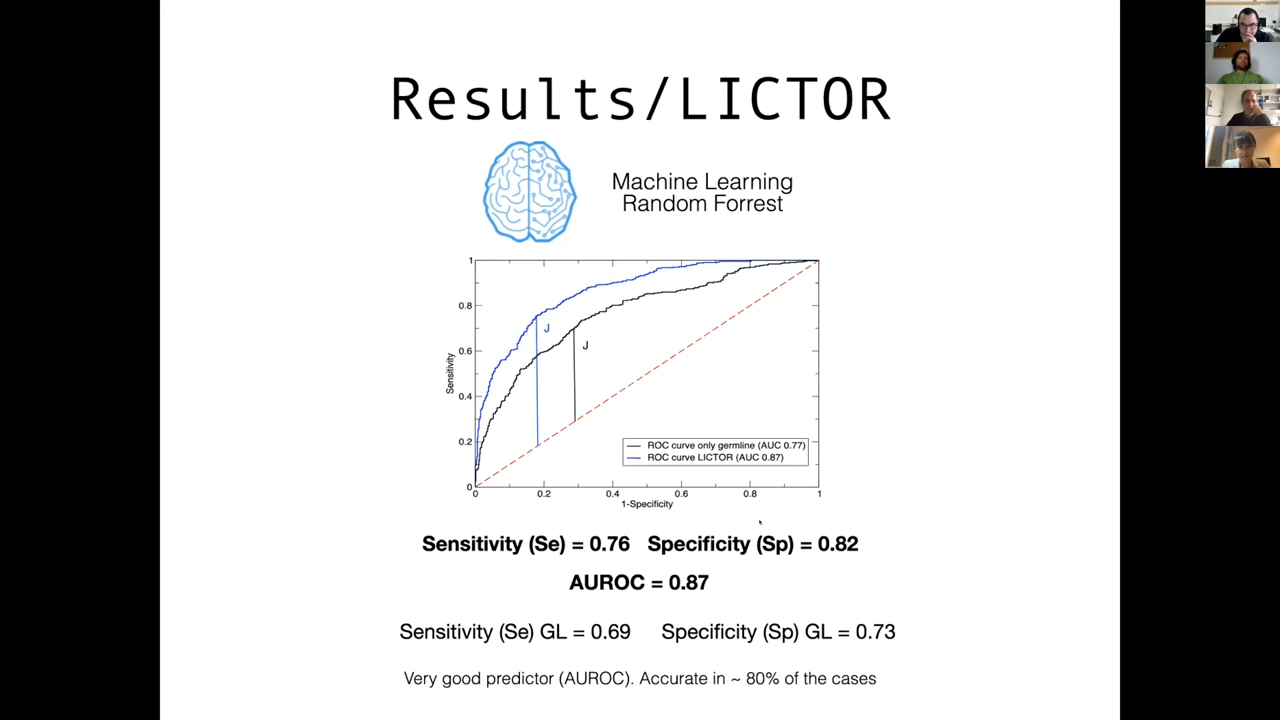 Results/LICTOR
Machine Learning
Random Forrest
1
0.8
0.6
0.4
0.2
0
Sensitivity
J
J
ROC curve only germline (AUC 0.77)
ROC curve LICTOR (AUC 0.87)
0
0.2
0.4
0.6
0.8
1
1-Specificity
Sensitivity (Se) = 0.76 Specificity (Sp) = 0.82
AUROC = 0.87
Sensitivity (Se) GL = 0.69 Specificity (Sp) GL = 0.73
Very good predictor (AUROC). Accurate in ~ 80% of the cases